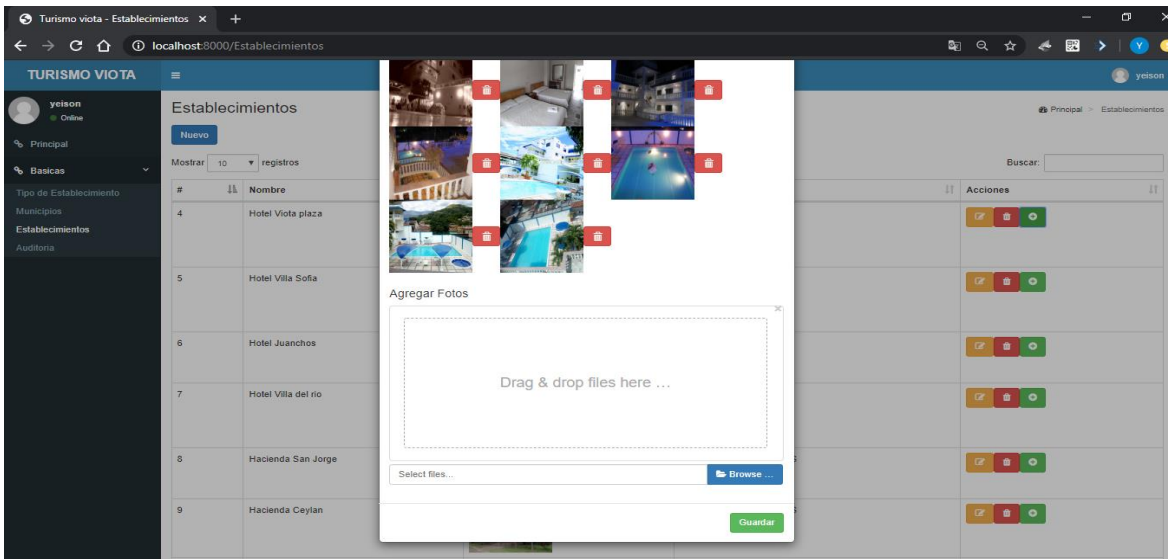 Turismo viota - Establecimientos
localhost:8000/Establecimientos
Y
TURISMO VIOTA
yeison
yeison
Online
Establecimientos
Principal > Establecimientos
Nuevo
Principal
Mostrar 10 registros
Buscar:
Basicas
Tipo de Establecimiento
Municipios
Establecimientos
Auditoria
# Nombre Acciones
4 Hotel Viota plaza
5 Hotel Villa Sofia
Agregar Fotos
6 Hotel Juanchos
Drag & drop files here …
7 Hotel Villa del rio
8 Hacienda San Jorge
Select files...
Browse …
9 Hacienda Ceylan
Guardar